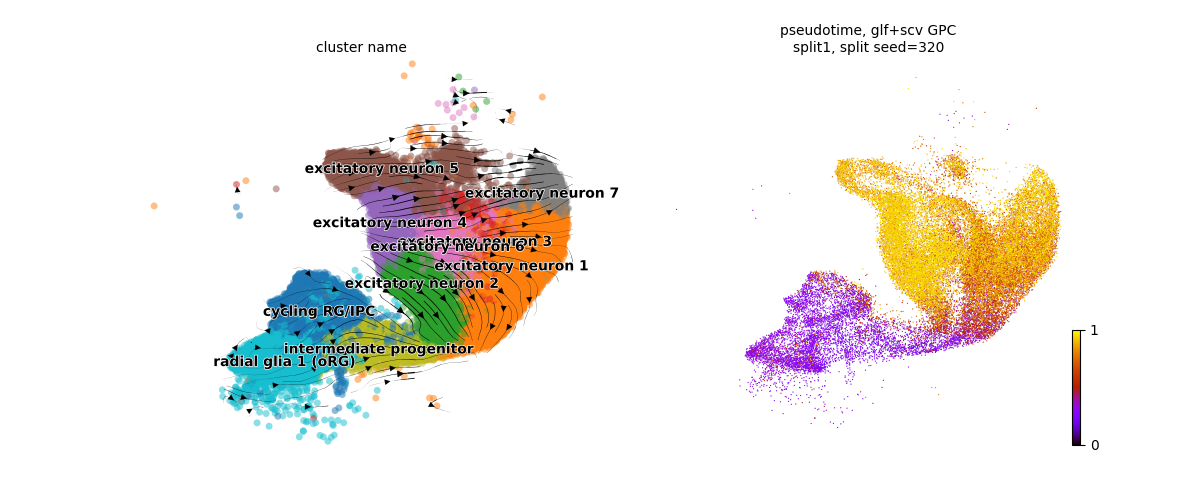 cluster name
excitatory neuron 5
excitatory neuron 7
excitatory neuron 4
excitatory neuron 3
excitatory neuron 6
excitatory neuron 1
excitatory neuron 2
cycling RG/IPC
intermediate progenitor
radial glia 1 (oRG)
pseudotime, glf+scv GPC
split1, split seed=320
1
0